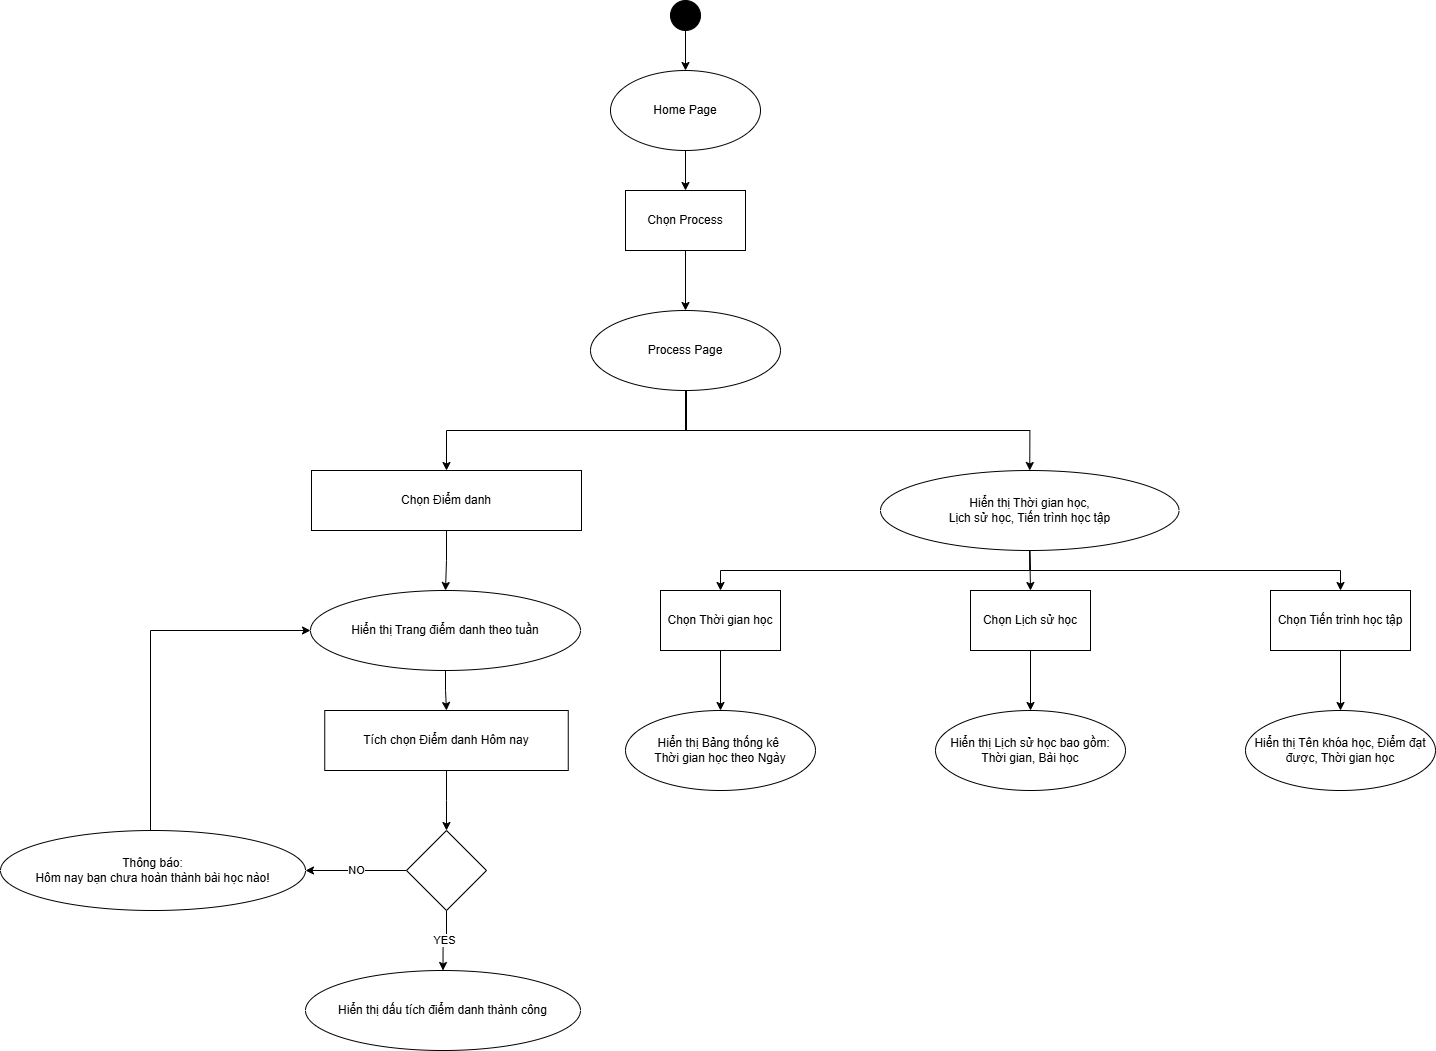 Home Page
Chọn Process
Process Page
Chọn Điểm danh
Hiển thị Thời gian học,
Lịch sử học, Tiến trình học tập
Hiển thị Trang điểm danh theo tuần
Chọn Thời gian học
Chọn Lịch sử học
Chọn Tiến trình học tập
Tích chọn Điểm danh Hôm nay
Hiển thị Bảng thống kê
Thời gian học theo Ngày
Hiển thị Lịch sử học bao gồm:
Thời gian, Bài học
Hiển thị Tên khóa học, Điểm đạt
được, Thời gian học
Thông báo:
Hôm nay bạn chưa hoàn thành bài học nào!
NO
YES
Hiển thị dấu tích điểm danh thành công